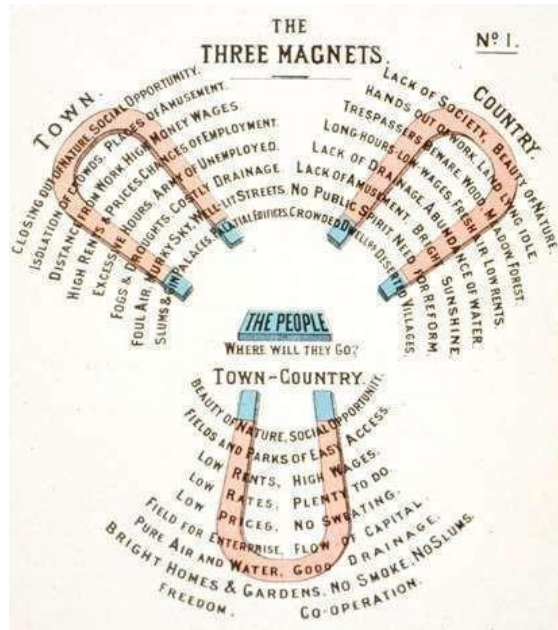 THE
THREE MAGNETS.
Nº 1.
TOWN.
CLOSING OUT OF NATURE. SOCIAL OPPORTUNITY.
ISOLATION OF CROWDS. PLACES OF AMUSEMENT.
DISTANCE FROM WORK. HIGH MONEY WAGES.
HIGH RENTS & PRICES. CHANCES OF EMPLOYMENT.
EXCESSIVE HOURS. ARMY OF UNEMPLOYED.
FOGS & DROUGHTS. COSTLY DRAINAGE.
FOUL AIR. MURKY SKY. WELL-LIT STREETS.
SLUMS & GIN PALACES. PALATIAL EDIFICES.
COUNTRY.
LACK OF SOCIETY. BEAUTY OF NATURE.
HANDS OUT OF WORK. LAND LYING IDLE
TRESPASSERS BEWARE. WOOD, MEADOW, FOREST.
LONG HOURS LOW WAGES. FRESH AIR LOW RENTS.
LACK OF DRAINAGE. ABUNDANCE OF WATER.
LACK OF AMUSEMENT. BRIGHT SUNSHINE.
NO PUBLIC SPIRIT. NEED FOR REFORM.
CROWDED DWELLINGS. DESERTED VILLAGES.
THE PEOPLE
WHERE WILL THEY GO?
TOWN-COUNTRY.
BEAUTY OF NATURE, SOCIAL OPPORTUNITY.
FIELDS AND PARKS OF EASY ACCESS.
LOW RENTS, HIGH WAGES.
LOW RATES, PLENTY TO DO.
LOW PRICES, NO SWEATING.
FIELD FOR ENTERPRISE, FLOW OF CAPITAL.
PURE AIR AND WATER, GOOD DRAINAGE.
BRIGHT HOMES & GARDENS, NO SMOKE, NO SLUMS.
FREEDOM. CO-OPERATION.